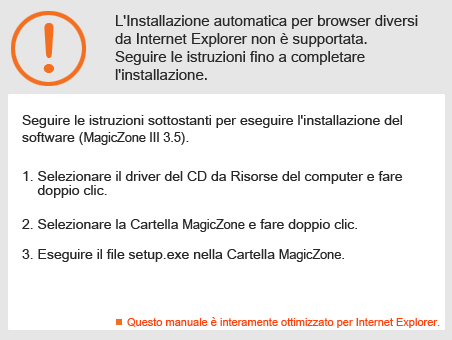 L'Installazione automatica per browser diversi
da Internet Explorer non è supportata.
Seguire le istruzioni fino a completare
l'installazione.
Seguire le istruzioni sottostanti per eseguire l'installazione del
software (MagicZone III 3.5).
1. Selezionare il driver del CD da Risorse del computer e fare
doppio clic.
2. Selezionare la Cartella MagicZone e fare doppio clic.
3. Eseguire il file setup.exe nella Cartella MagicZone.
Questo manuale è interamente ottimizzato per Internet Explorer.